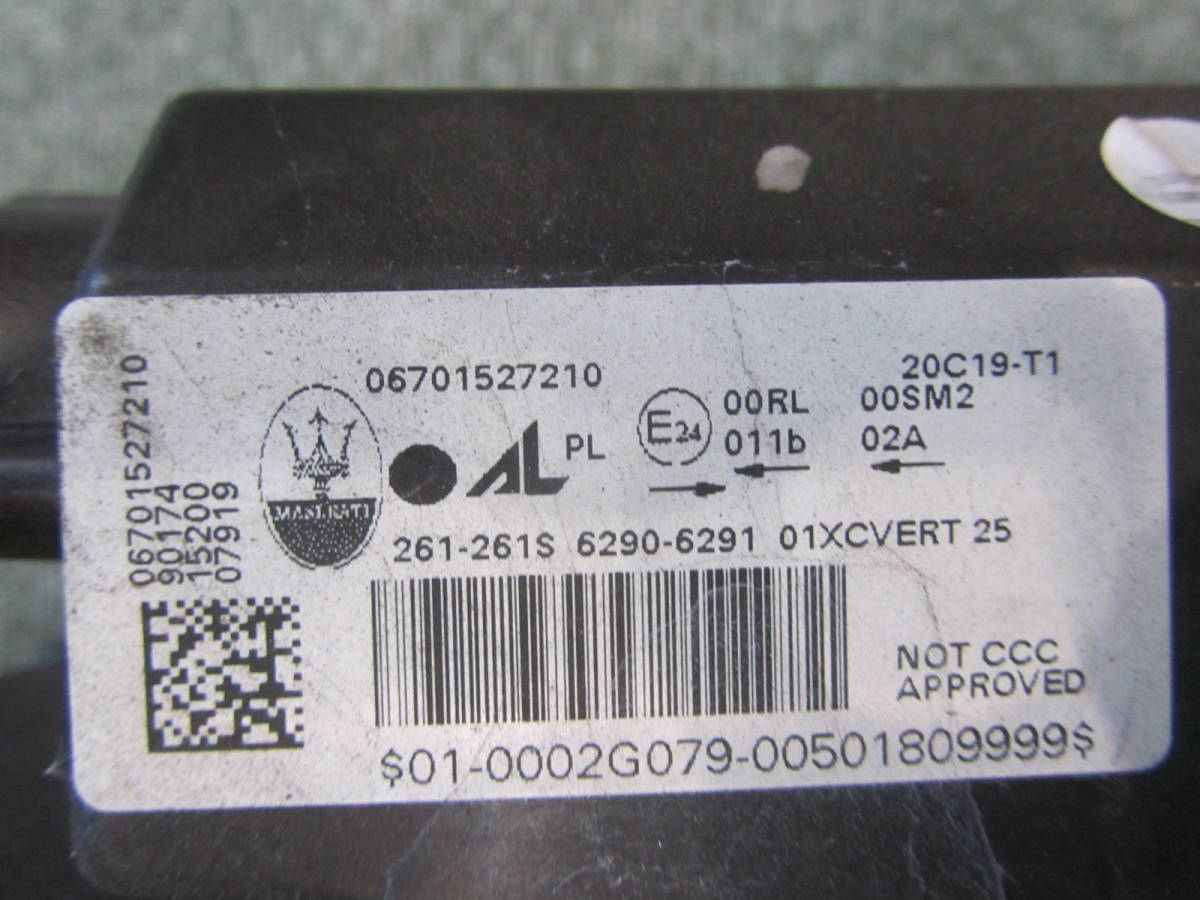 06701527210
90174
15200
07919
MASERATI
06701527210
AL PL
E24
00RL
011b
20C19-T1
00SM2
02A
261-261S 6290-6291 01XCVERT 25
NOT CCC
APPROVED
$01-0002G079-00501809999$